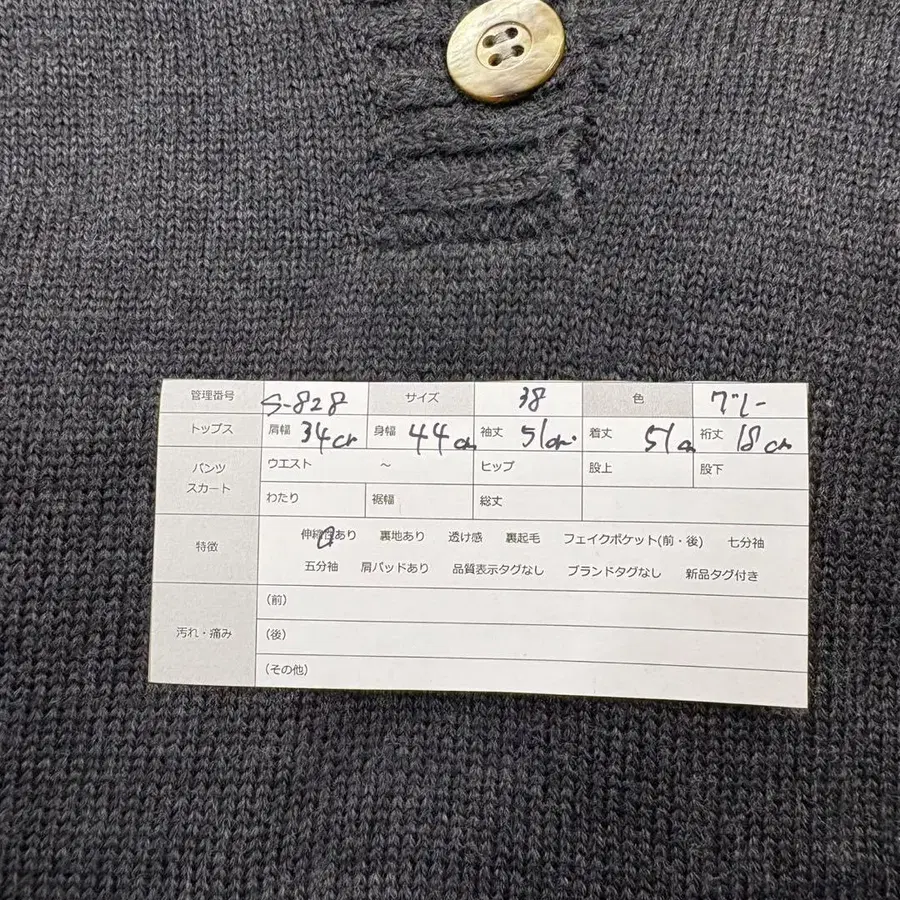 管理番号 S-828 サイズ 38 色 グレー
トップス 肩幅 34cm 身幅 44cm 袖丈 51cm 着丈 51cm 裄丈 18cm
パンツ スカート ウエスト ～ ヒップ 股上 股下
わたり 裾幅 総丈
特徴 伸縮性あり 裏地あり 透け感 裏起毛 フェイクポケット(前・後) 七分袖
五分袖 肩パッドあり 品質表示タグなし ブランドタグなし 新品タグ付き
汚れ・痛み (前)
(後)
(その他)